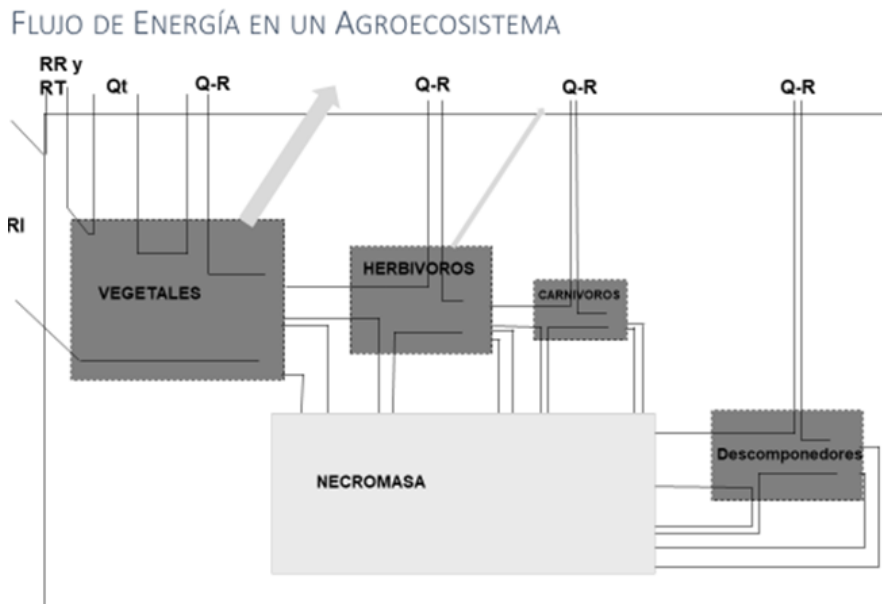 FLUJO DE ENERGÍA EN UN AGROECOSISTEMA
RR y
RT Qt Q-R Q-R Q-R Q-R
RI
VEGETALES
HERBIVOROS
CARNIVOROS
NECROMASA
Descomponedores